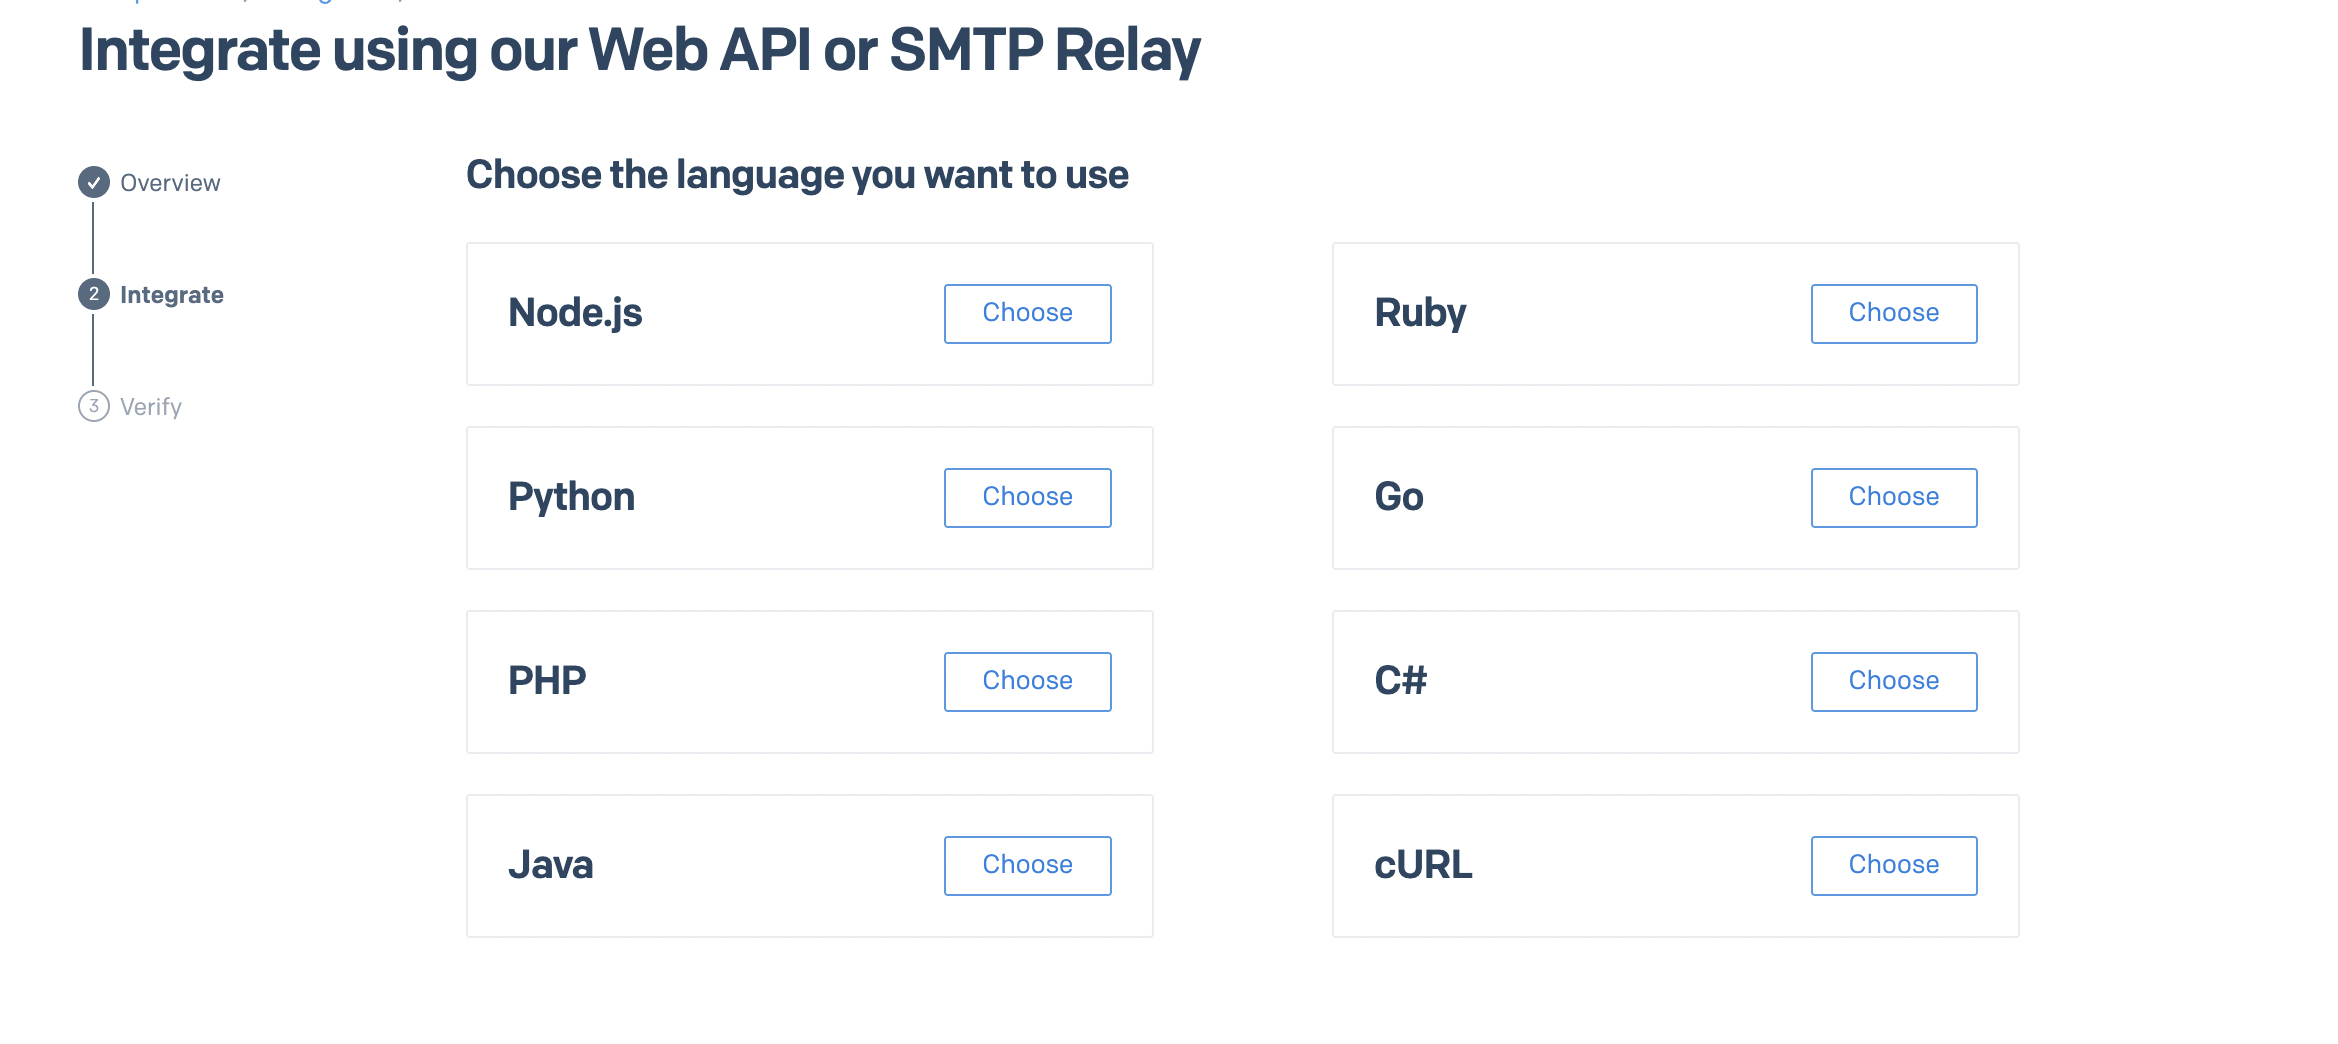 Integrate using our Web API or SMTP Relay
Overview
2 Integrate
3 Verify
Choose the language you want to use
Node.js Choose
Ruby Choose
Python Choose
Go Choose
PHP Choose
C# Choose
Java Choose
cURL Choose